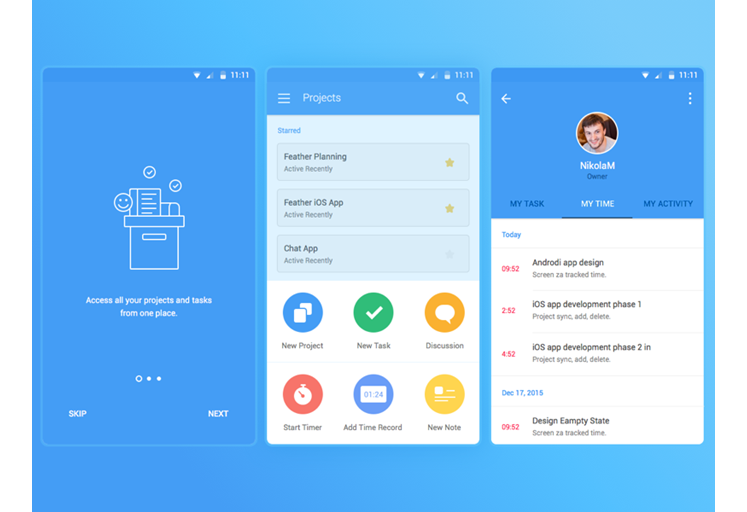 11:11
Access all your projects and tasks
from one place.
SKIP
NEXT
11:11
Projects
Starred
Feather Planning
Active Recently
Feather iOS App
Active Recently
Chat App
Active Recently
New Project
New Task
Discussion
01:24
Start Timer
Add Time Record
New Note
11:11
NikolaM
Owner
MY TASK
MY TIME
MY ACTIVITY
Today
09:52
Androdi app design
Screen za tracked time.
2:52
iOS app development phase 1
Project sync, add, delete.
4:52
iOS app development phase 2 in
Project sync, add, delete.
Dec 17, 2015
09:52
Design Eampty State
Screen za tracked time.